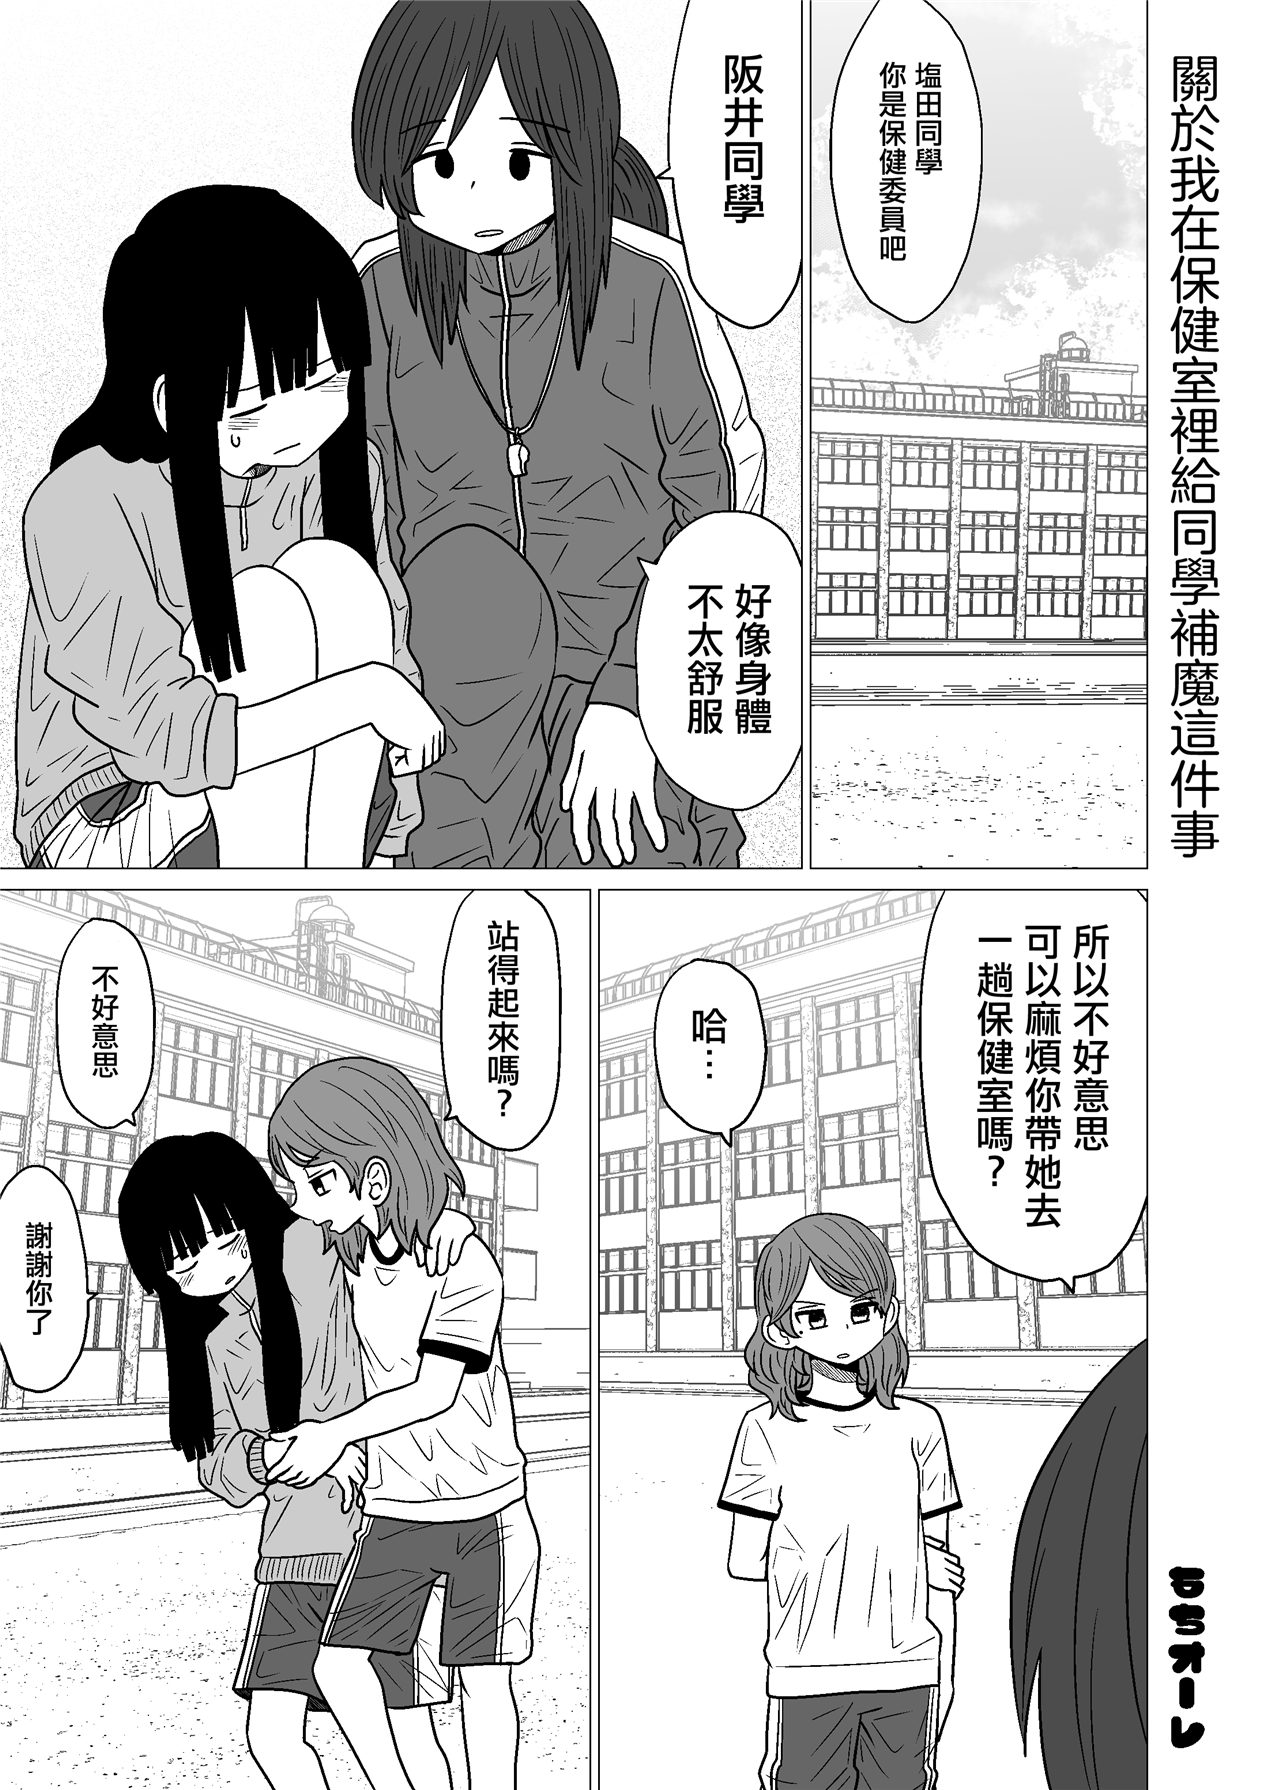 關於我在保健室裡給同學補魔這件事
塩田同學
你是保健委員吧
阪井同學
好像身體
不太舒服
所以不好意思
可以麻煩你帶她去
一趟保健室嗎？
哈…
站得起來嗎？
不好意思
謝謝你了
もちオーレ